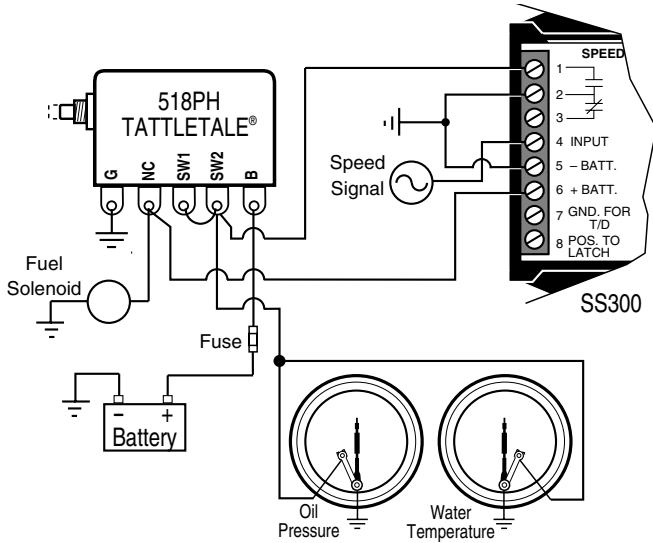 518PH
TATTLETALE®
G
NC
SW1
SW2
B
SPEED
1
2
3
4 INPUT
5 – BATT.
6 + BATT.
7 GND. FOR
T/D
8 POS. TO
LATCH
SS300
Speed
Signal
Fuel
Solenoid
Fuse
– +
Battery
Oil
Pressure
Water
Temperature